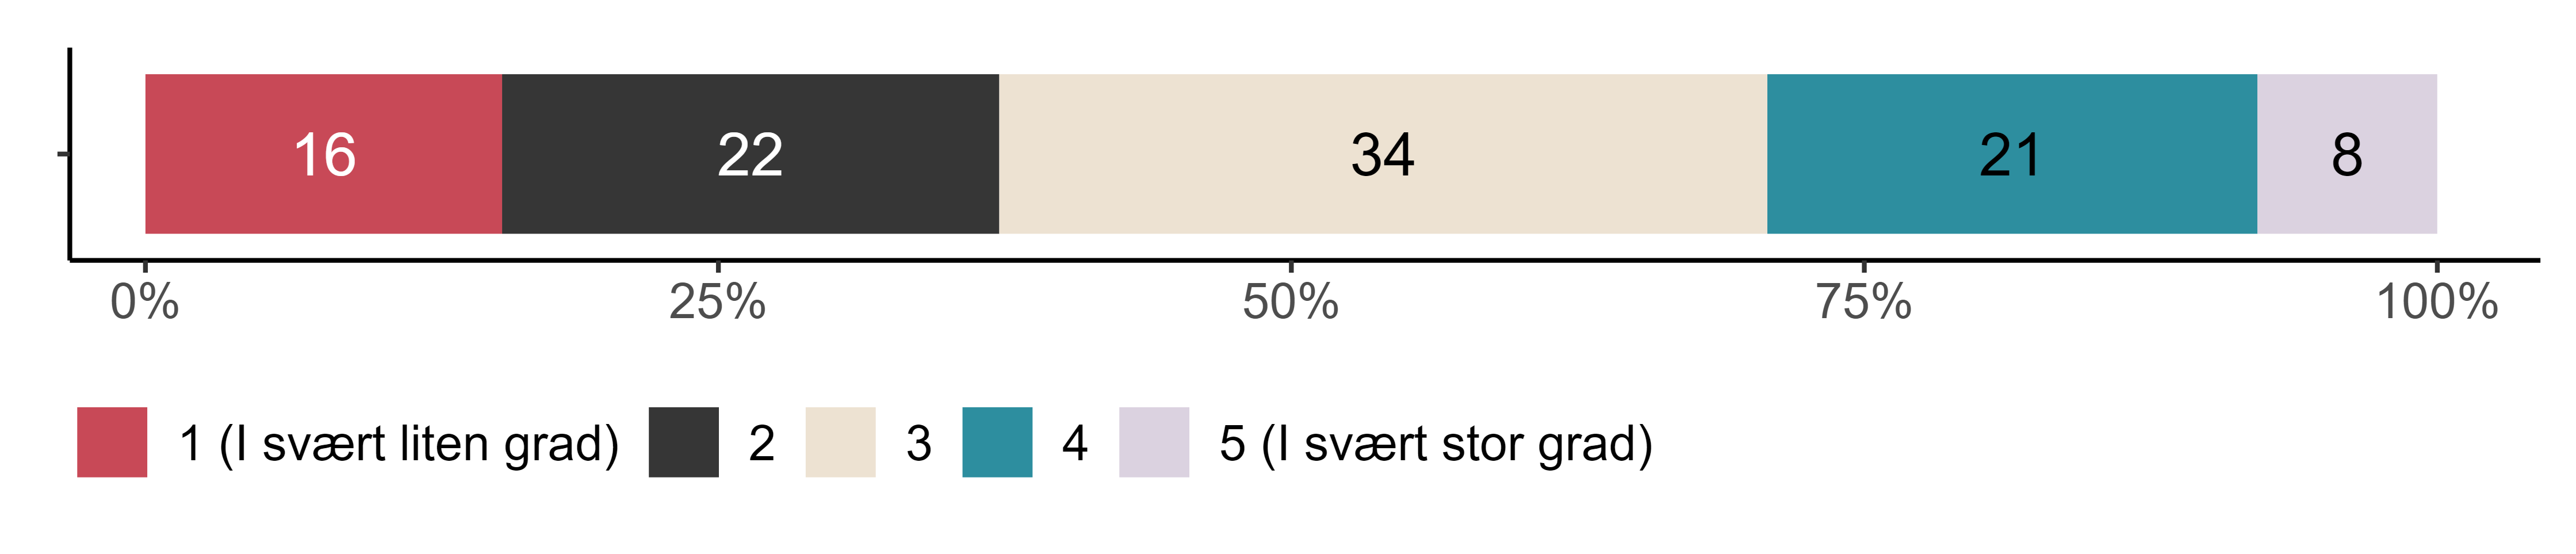 16 22 34 21 8
0% 25% 50% 75% 100%
1 (I svært liten grad) 2 3 4 5 (I svært stor grad)